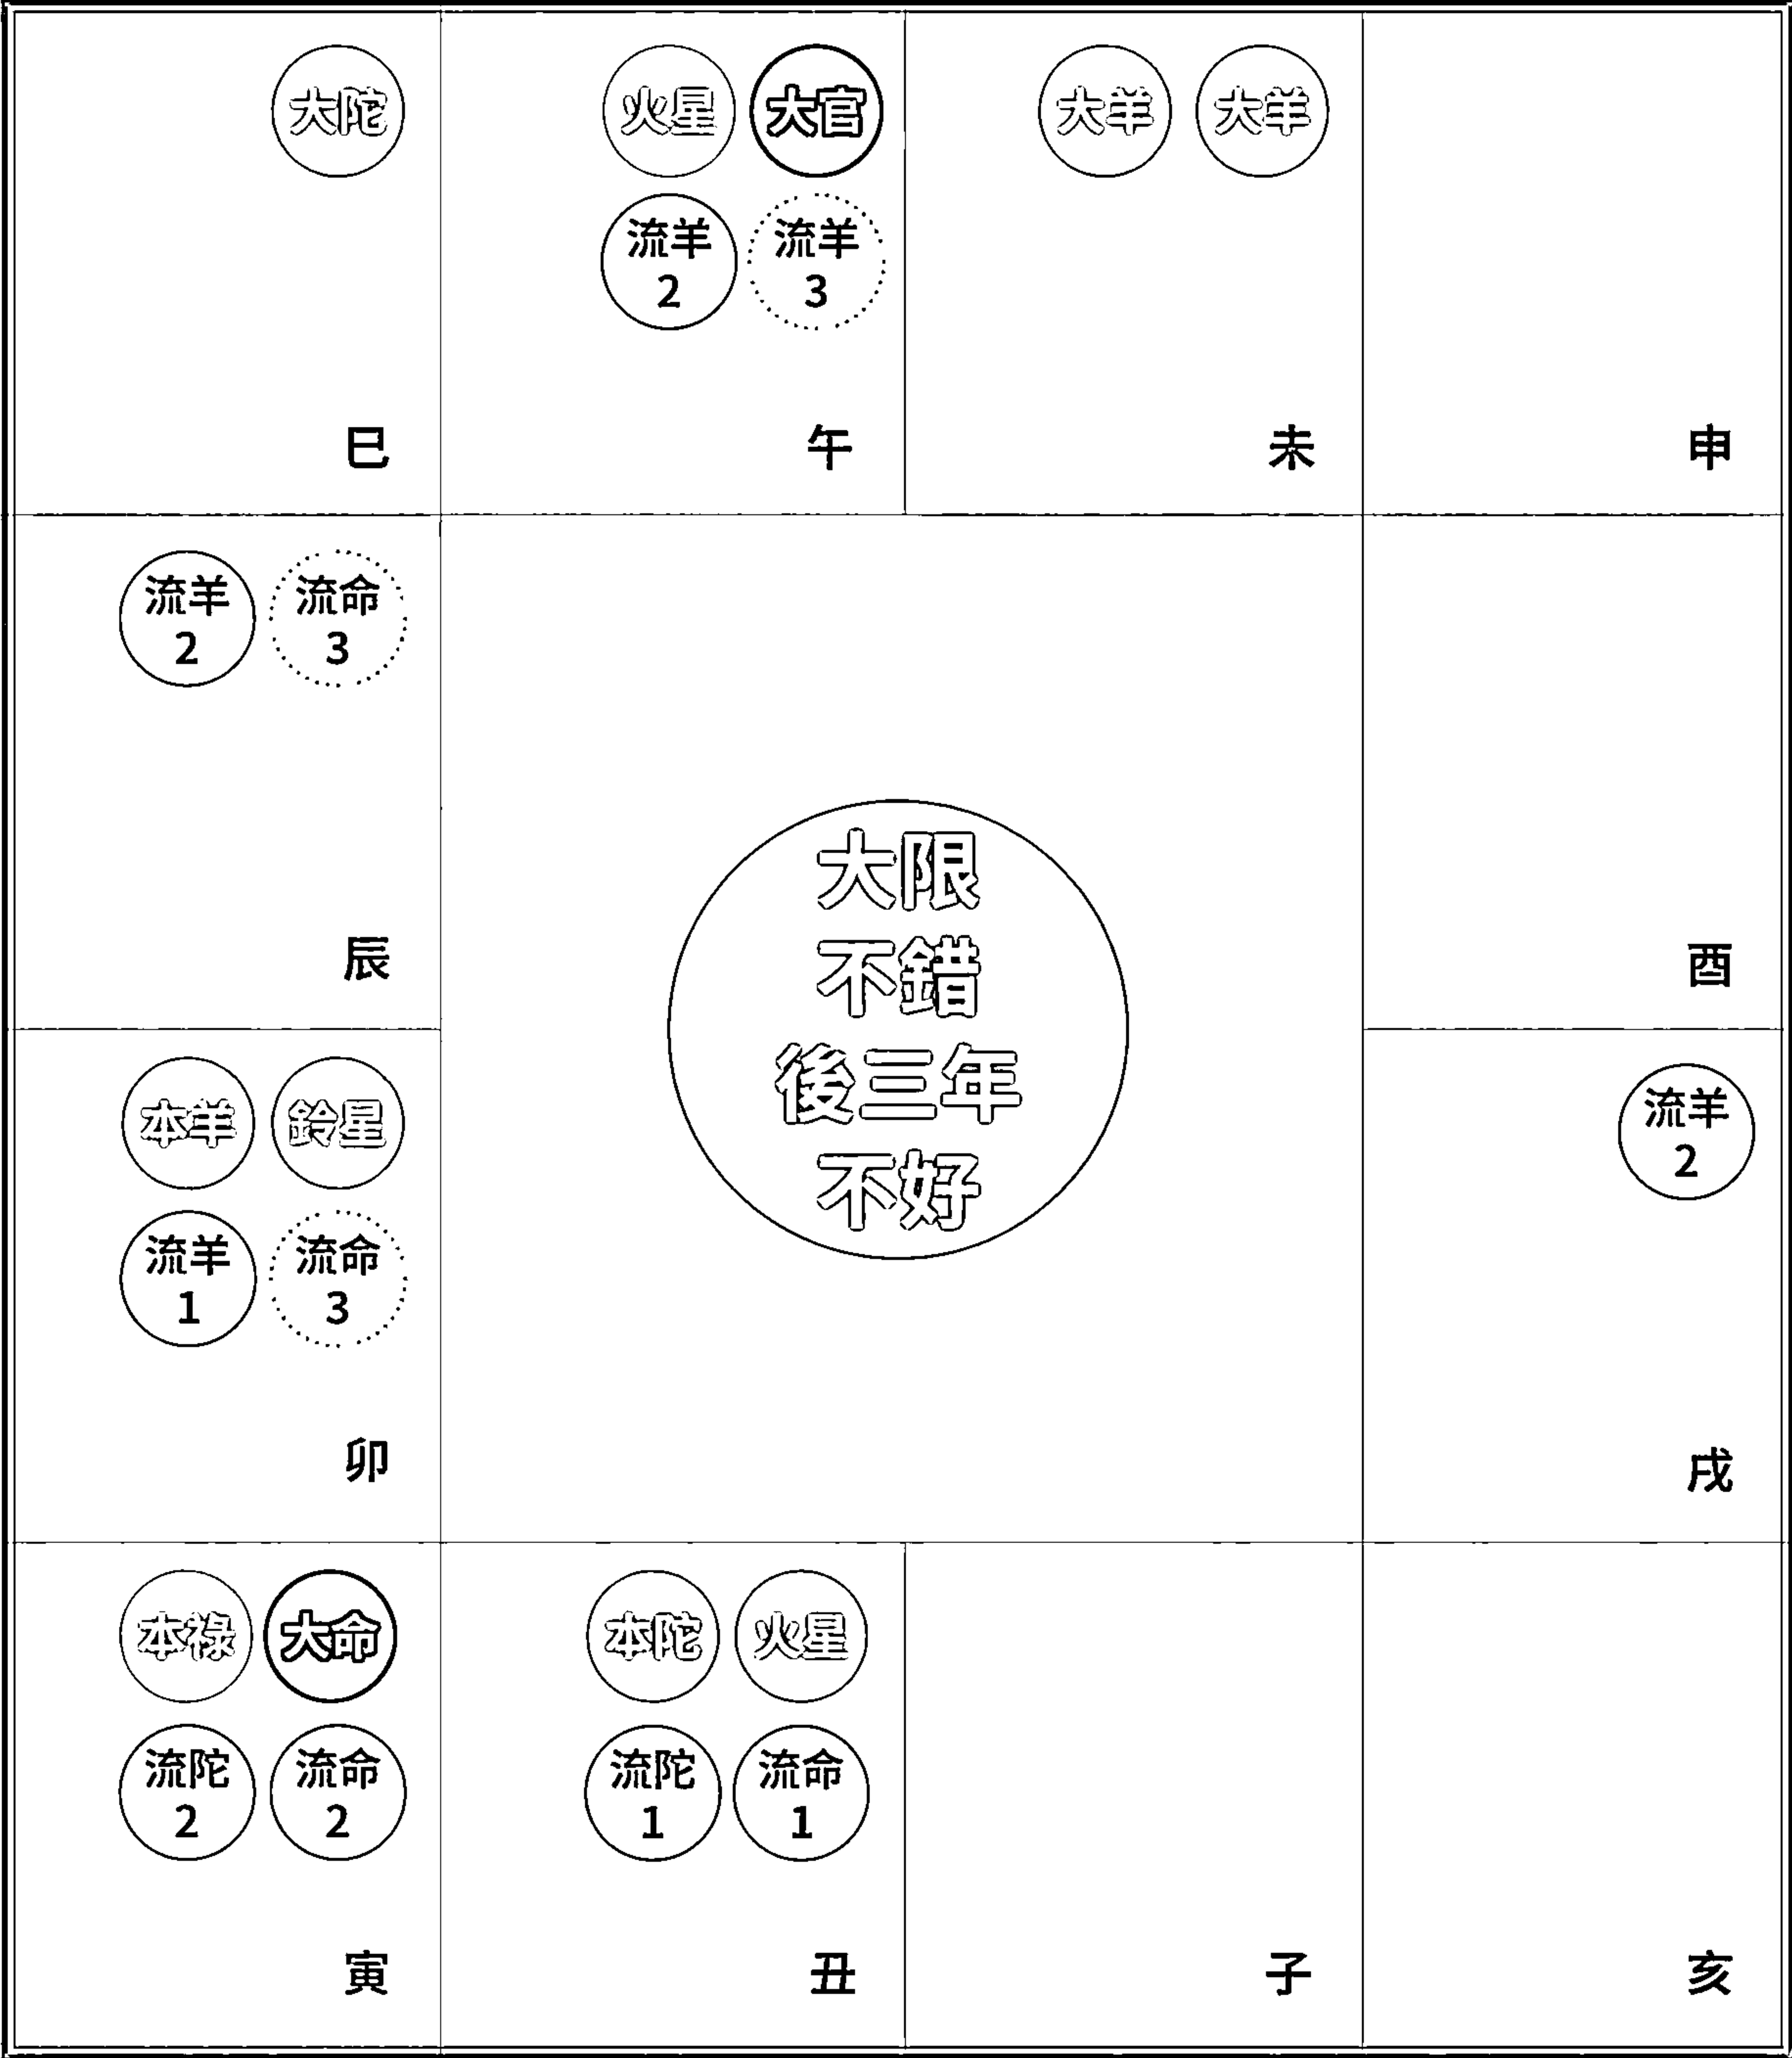 大陀
巳
火星 大官
流羊 流羊
2 3
午
大羊 大羊
未
申
流羊 流命
2 3
辰
大限
不錯
後三年
不好
酉
本羊 鈴星
流羊 流命
1 3
卯
流羊
2
戌
本祿 大命
流陀 流命
2 2
寅
本陀 火星
流陀 流命
1 1
丑
子
亥